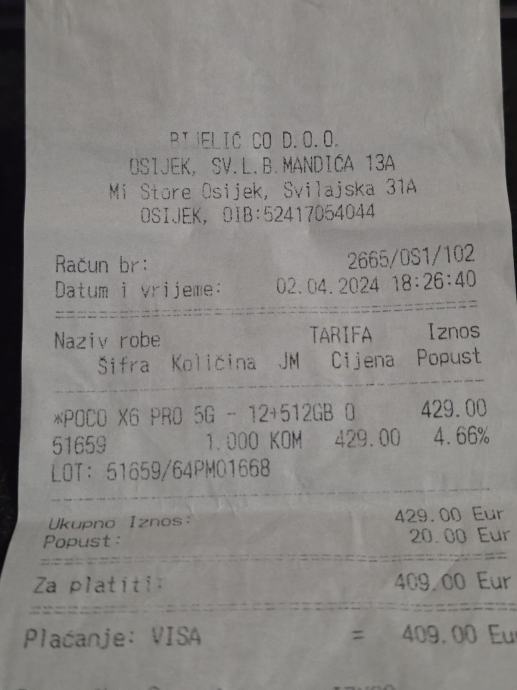 BIJELIĆ CO D.O.O.
OSIJEK, SV.L.B.MANDIĆA 13A
Mi Store Osijek, Svilajska 31A
OSIJEK, OIB:52417054044
Račun br: 2665/OS1/102
Datum i vrijeme: 02.04.2024 18:26:40
Naziv robe TARIFA Iznos
Šifra Količina JM Cijena Popust
*POCO X6 PRO 5G - 12+512GB O 429.00
51659 1.000 KOM 429.00 4.66%
LOT: 51659/64PM01668
Ukupno Iznos: 429.00 Eur
Popust: 20.00 Eur
Za platiti: 409.00 Eur
Plaćanje: VISA = 409.00 Eu